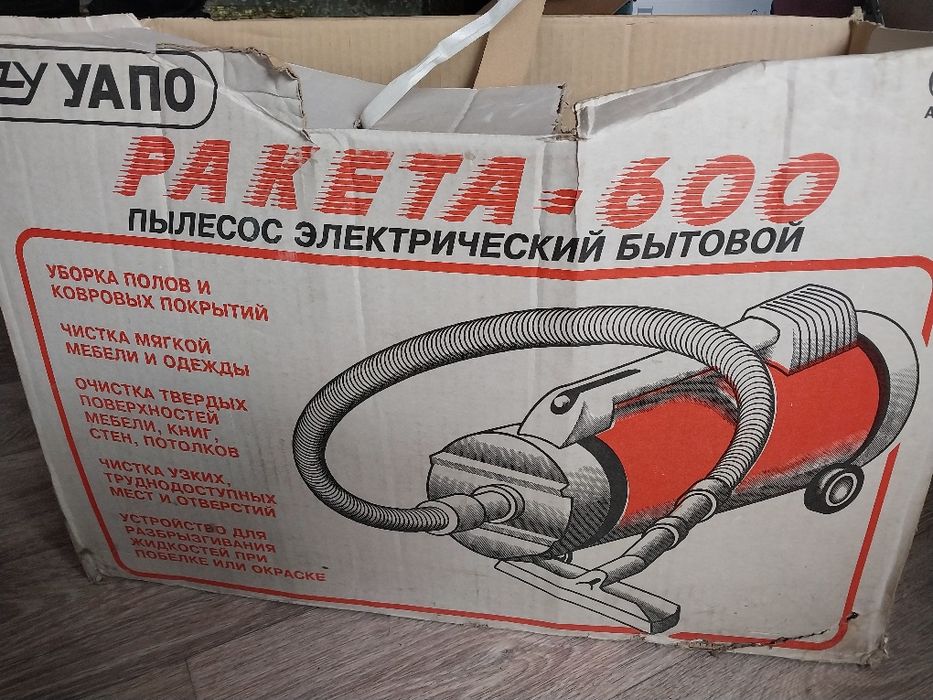 УАПО
РАКЕТА-600
ПЫЛЕСОС ЭЛЕКТРИЧЕСКИЙ БЫТОВОЙ
УБОРКА ПОЛОВ И
КОВРОВЫХ ПОКРЫТИЙ
ЧИСТКА МЯГКОЙ
МЕБЕЛИ И ОДЕЖДЫ
ОЧИСТКА ТВЕРДЫХ
ПОВЕРХНОСТЕЙ
МЕБЕЛИ, КНИГ,
СТЕН, ПОТОЛКОВ
ЧИСТКА УЗКИХ,
ТРУДНОДОСТУПНЫХ
МЕСТ И ОТВЕРСТИЙ
УСТРОЙСТВО ДЛЯ
РАЗБРЫЗГИВАНИЯ
ЖИДКОСТЕЙ ПРИ
ПОБЕЛКЕ ИЛИ ОКРАСКЕ